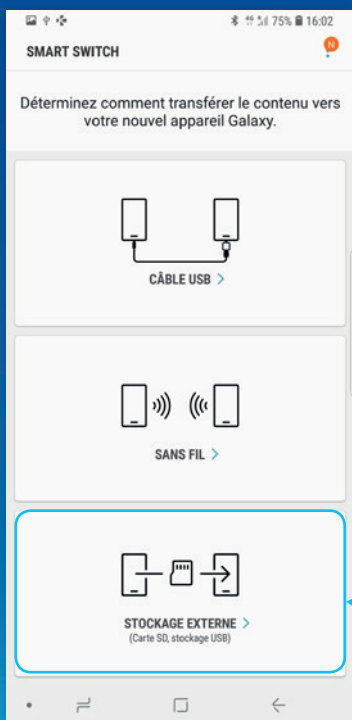 75% 16:02
SMART SWITCH
N
Déterminez comment transférer le contenu vers
votre nouvel appareil Galaxy.
CÂBLE USB >
SANS FIL >
STOCKAGE EXTERNE >
(Carte SD, stockage USB)